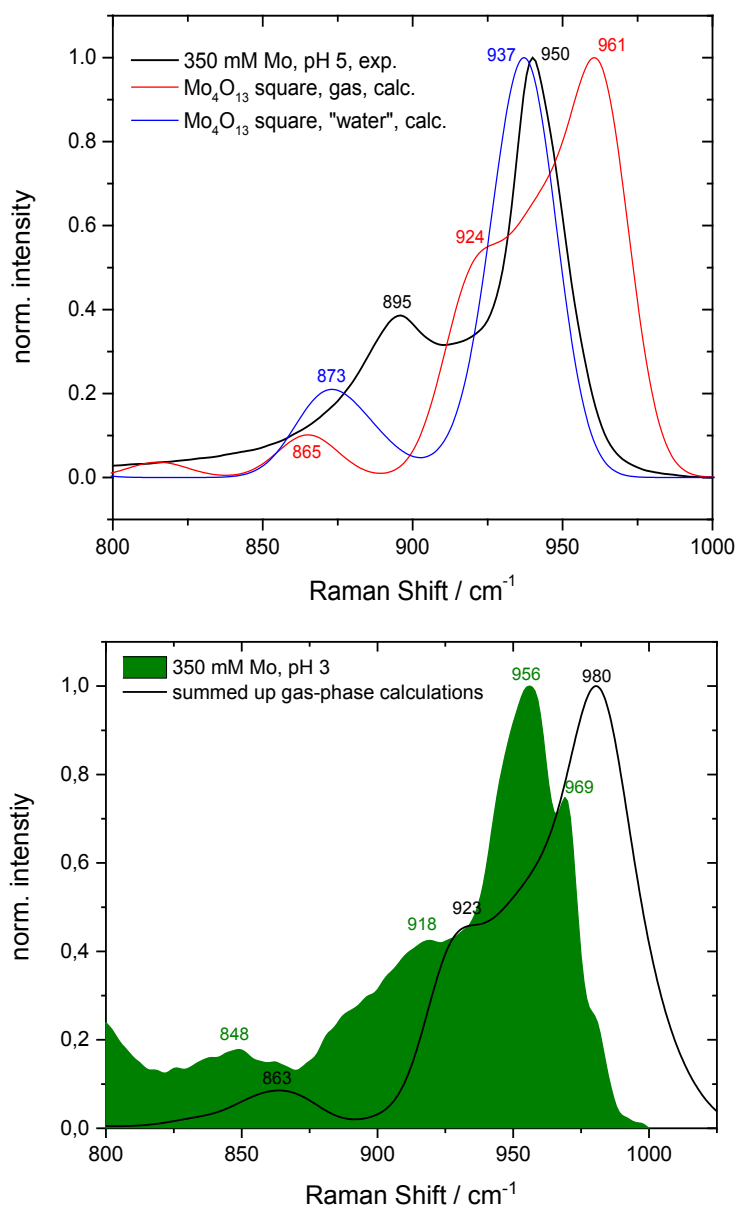 350 mM Mo, pH 5, exp.
Mo₄O₁₃ square, gas, calc.
Mo₄O₁₃ square, "water", calc.
937
950
961
924
895
873
865
1.0
0.8
0.6
0.4
0.2
0.0
norm. intensity
800 850 900 950 1000
Raman Shift / cm⁻¹
350 mM Mo, pH 3
summed up gas-phase calculations
956
980
969
923
918
848
863
1,0
0,8
0,6
0,4
0,2
0,0
norm. intenstiy
800 850 900 950 1000
Raman Shift / cm⁻¹